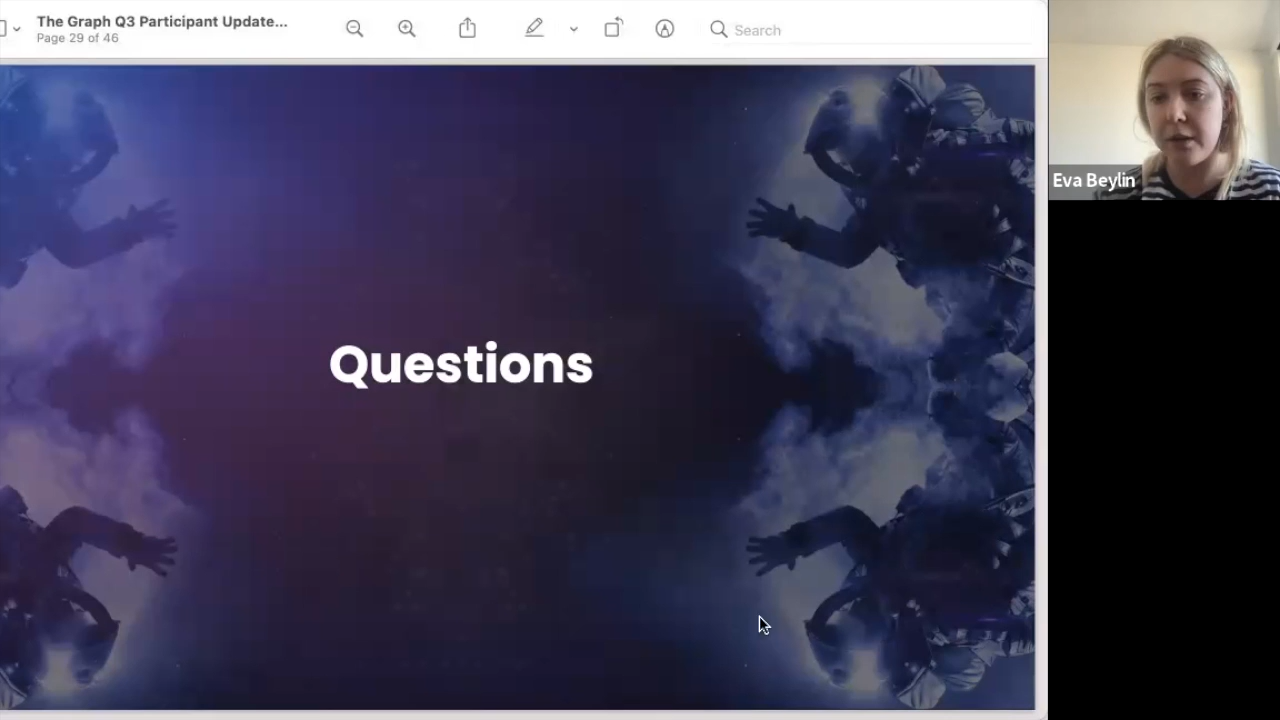 The Graph Q3 Participant Update...
Page 29 of 46
Search
Eva Beylin
Questions